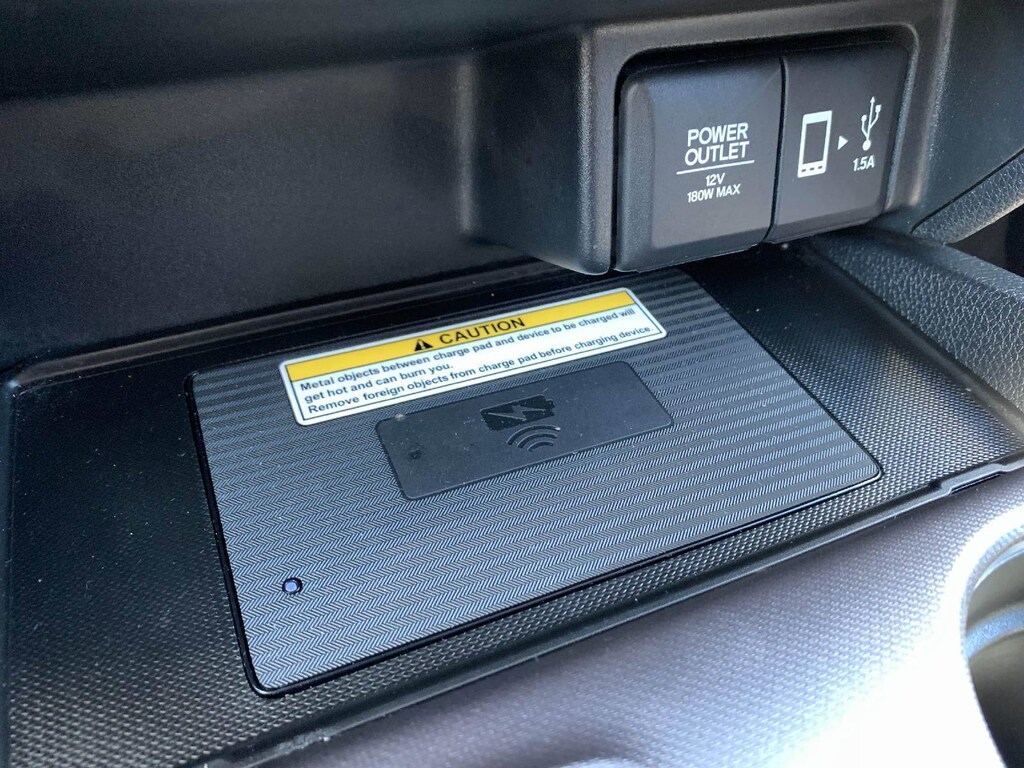 POWER
OUTLET
12V
180W MAX
1.5A
CAUTION
Metal objects between charge pad and device to be charged will
get hot and can burn you.
Remove foreign objects from charge pad before charging device.